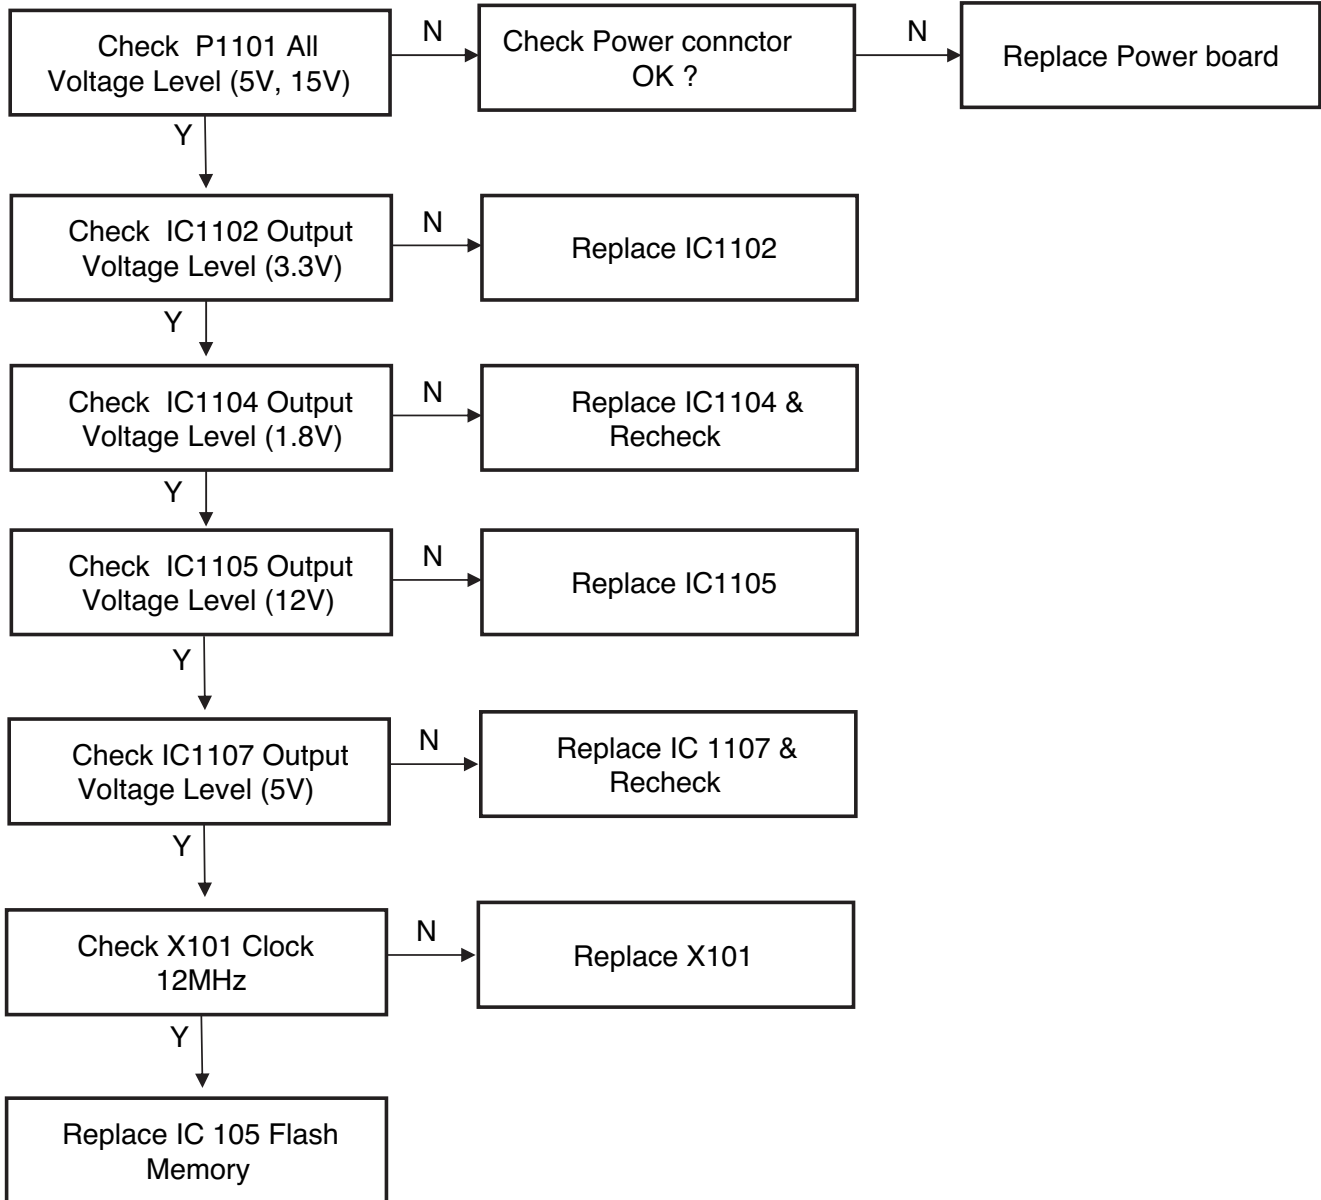 Check P1101 All
Voltage Level (5V, 15V)
N
Check Power connctor
OK ?
N
Replace Power board
Y
Check IC1102 Output
Voltage Level (3.3V)
N
Replace IC1102
Y
Check IC1104 Output
Voltage Level (1.8V)
N
Replace IC1104 &
Recheck
Y
Check IC1105 Output
Voltage Level (12V)
N
Replace IC1105
Y
Check IC1107 Output
Voltage Level (5V)
N
Replace IC 1107 &
Recheck
Y
Check X101 Clock
12MHz
N
Replace X101
Y
Replace IC 105 Flash
Memory